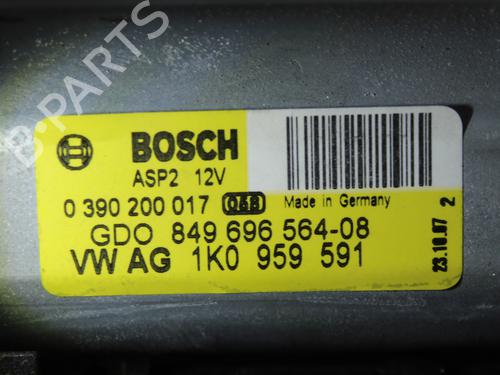 B-PARTS
BOSCH
ASP2 12V
0 390 200 017 068 Made in Germany
GDO 849 696 564-08
VW AG 1K0 959 591
23.10.07 2